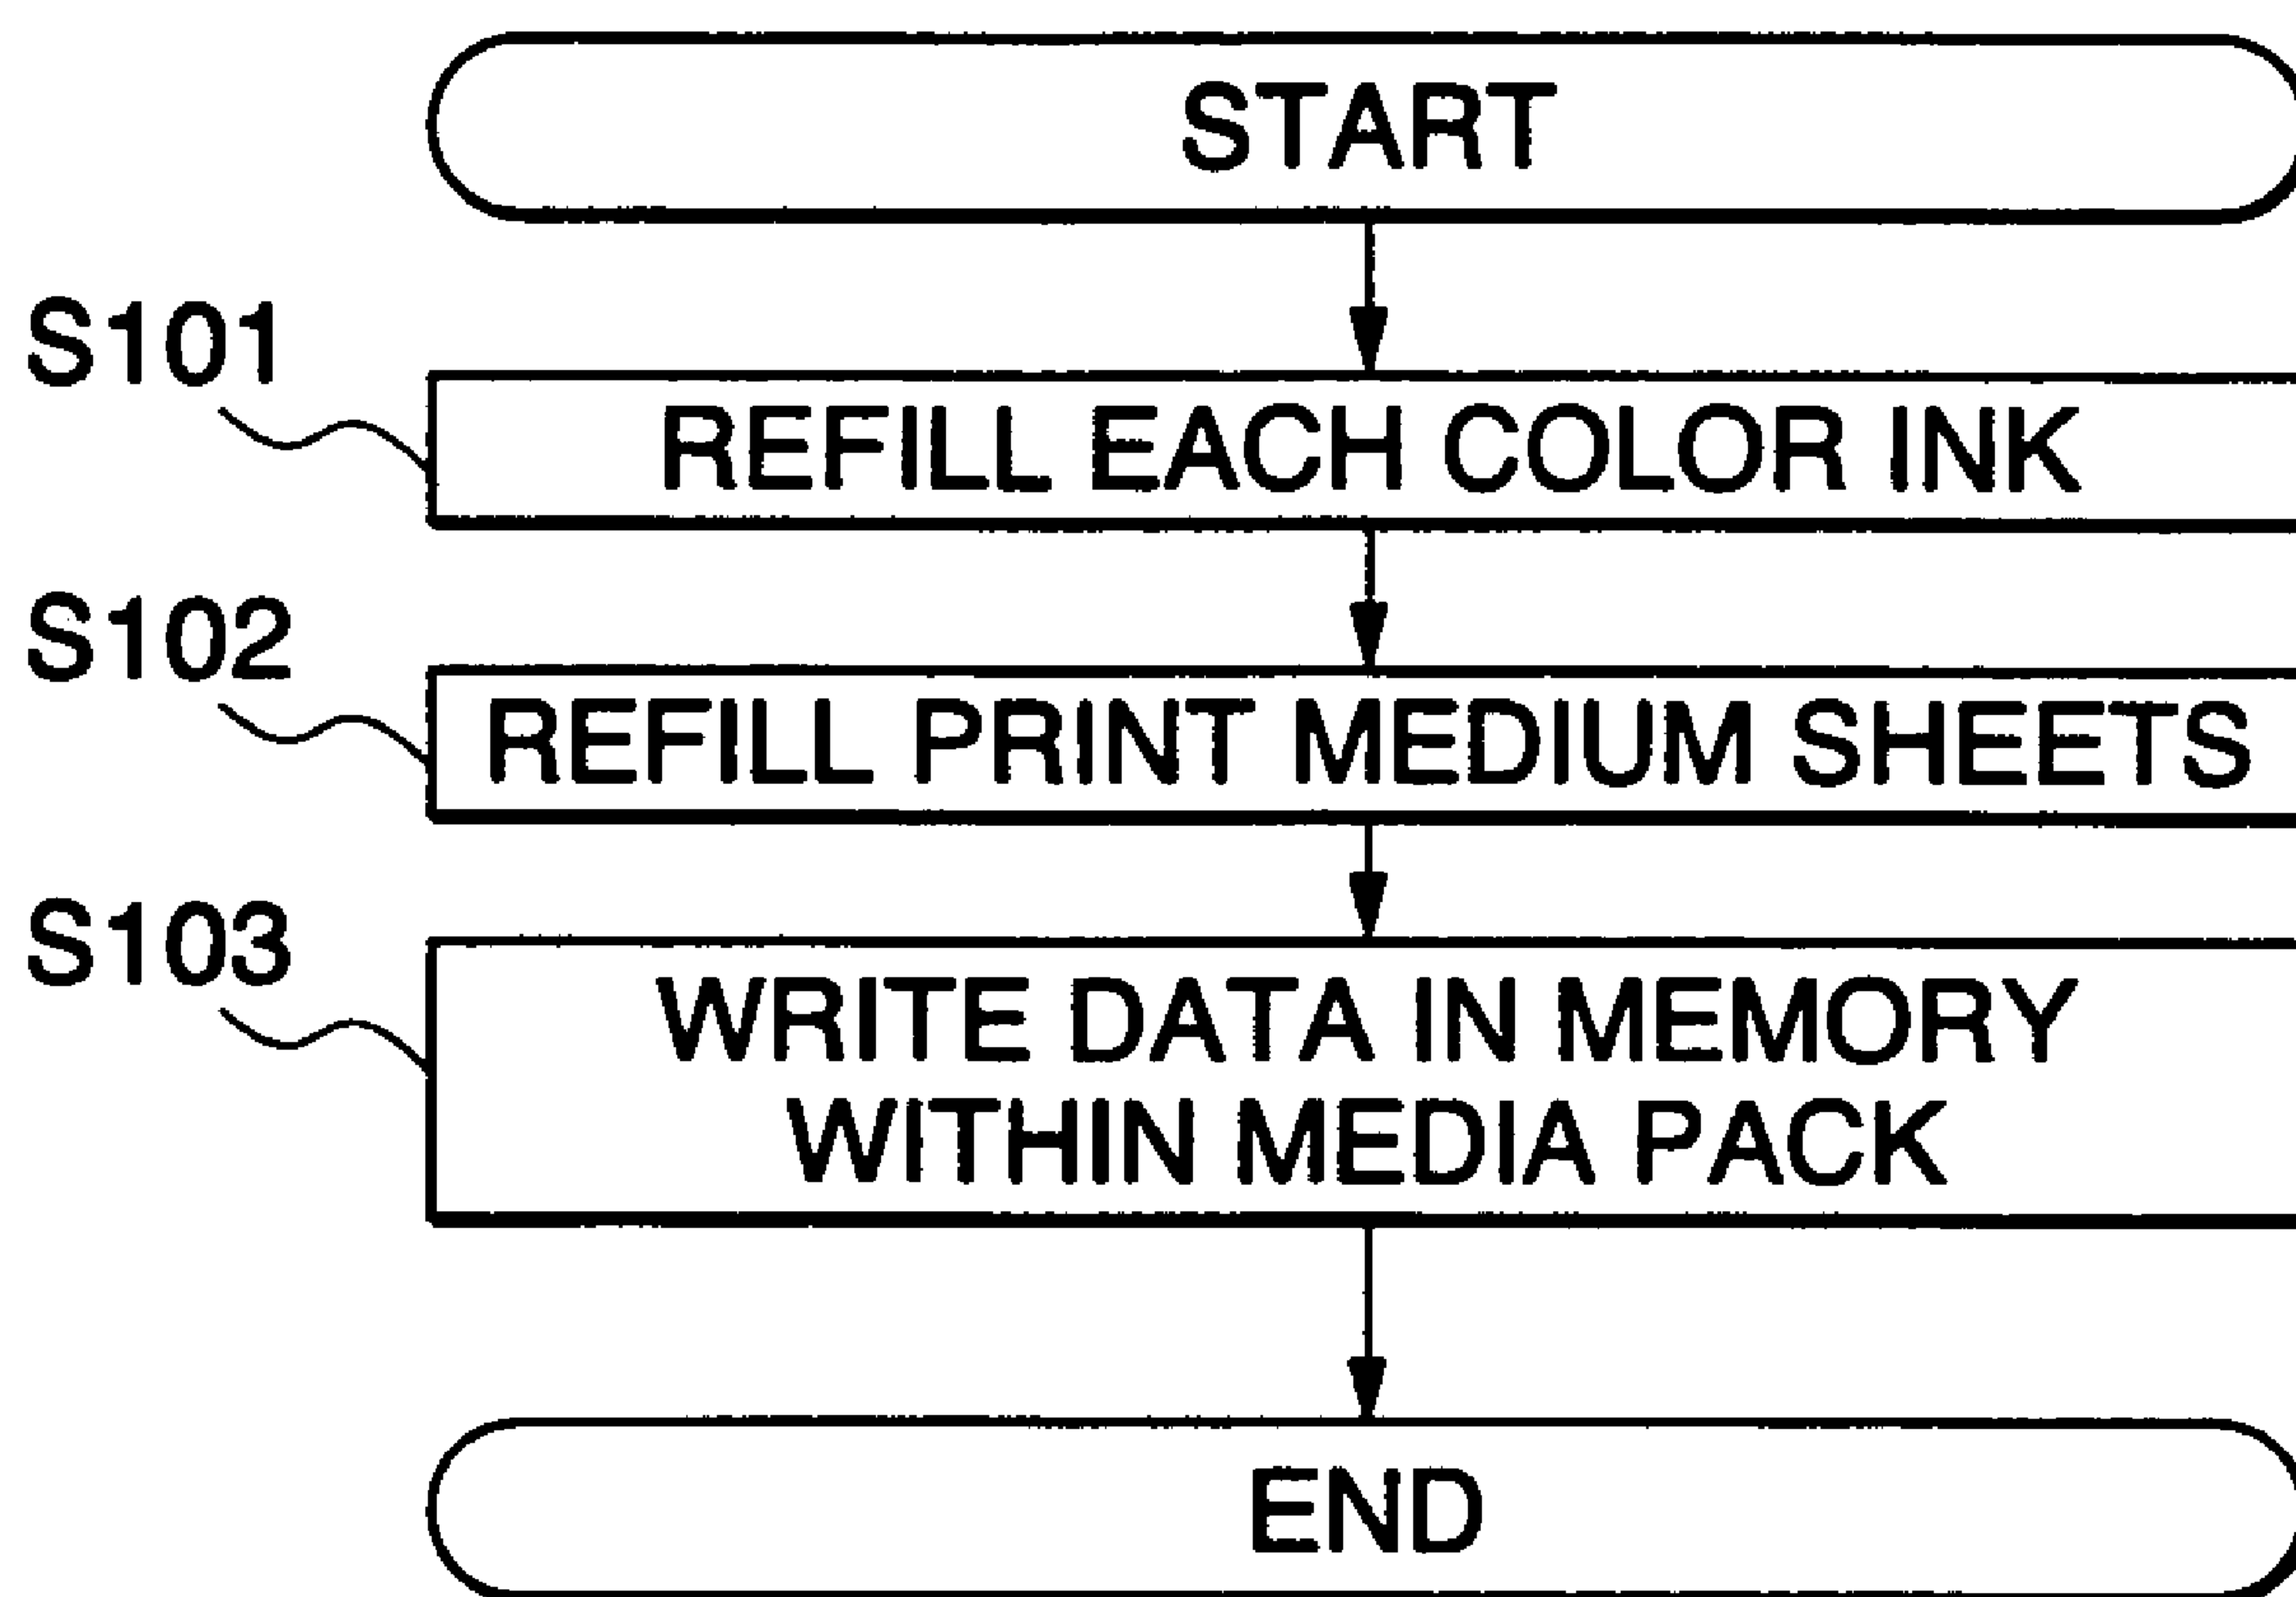 START
S101
REFILL EACH COLOR INK
S102
REFILL PRINT MEDIUM SHEETS
S103
WRITE DATA IN MEMORY
WITHIN MEDIA PACK
END